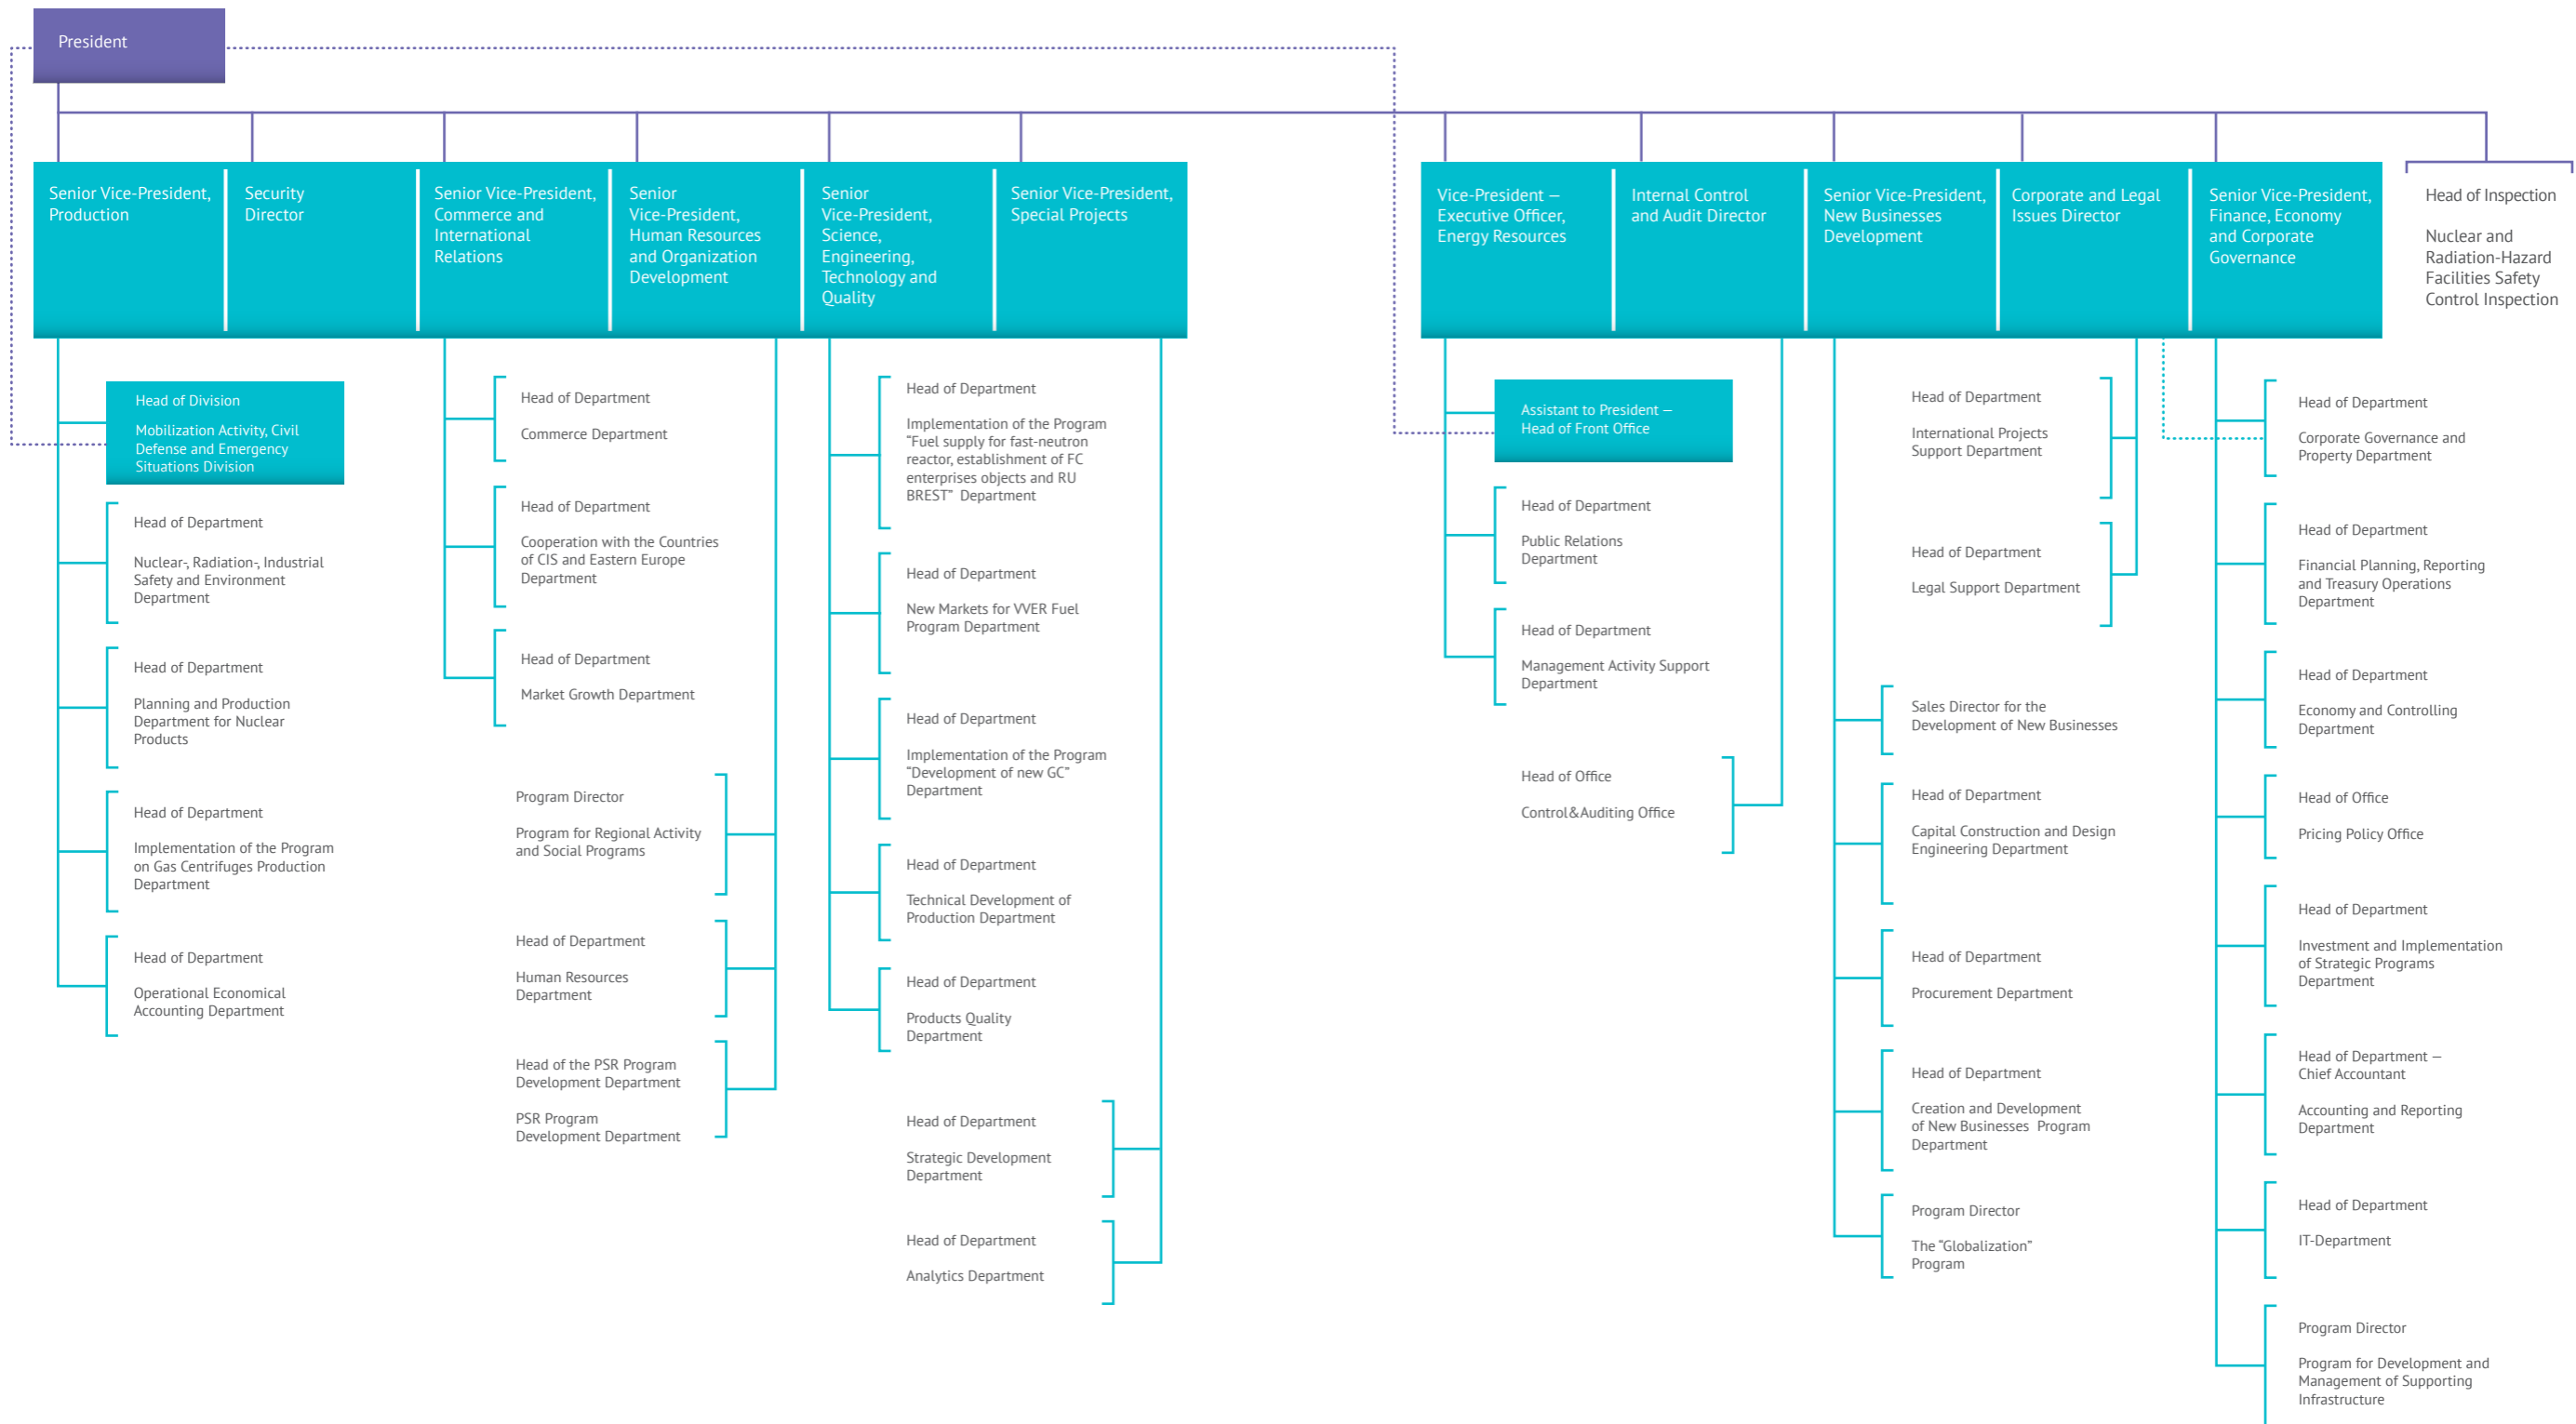 President
Senior Vice-President,
Production
Security
Director
Senior Vice-President,
Commerce and
International
Relations
Senior
Vice-President,
Human Resources
and Organization
Development
Senior
Vice-President,
Science,
Engineering,
Technology and
Quality
Senior Vice-President,
Special Projects
Vice-President —
Executive Officer,
Energy Resources
Internal Control
and Audit Director
Senior Vice-President,
New Businesses
Development
Corporate and Legal
Issues Director
Senior Vice-President,
Finance, Economy
and Corporate
Governance
Head of Inspection
Nuclear and
Radiation-Hazard
Facilities Safety
Control Inspection
Head of Division
Mobilization Activity, Civil
Defense and Emergency
Situations Division
Head of Department
Nuclear-, Radiation-, Industrial
Safety and Environment
Department
Head of Department
Planning and Production
Department for Nuclear
Products
Head of Department
Implementation of the Program
on Gas Centrifuges Production
Department
Head of Department
Operational Economical
Accounting Department
Head of Department
Commerce Department
Head of Department
Cooperation with the Countries
of CIS and Eastern Europe
Department
Head of Department
Market Growth Department
Program Director
Program for Regional Activity
and Social Programs
Head of Department
Human Resources
Department
Head of the PSR Program
Development Department
PSR Program
Development Department
Head of Department
Implementation of the Program
“Fuel supply for fast-neutron
reactor, establishment of FC
enterprises objects and RU
BREST” Department
Head of Department
New Markets for VVER Fuel
Program Department
Head of Department
Implementation of the Program
“Development of new GC”
Department
Head of Department
Technical Development of
Production Department
Head of Department
Products Quality
Department
Head of Department
Strategic Development
Department
Head of Department
Analytics Department
Assistant to President —
Head of Front Office
Head of Department
Public Relations
Department
Head of Department
Management Activity Support
Department
Head of Office
Control&Auditing Office
Head of Department
International Projects
Support Department
Head of Department
Legal Support Department
Sales Director for the
Development of New Businesses
Head of Department
Capital Construction and Design
Engineering Department
Head of Department
Procurement Department
Head of Department
Creation and Development
of New Businesses Program
Department
Program Director
The “Globalization”
Program
Head of Department
Corporate Governance and
Property Department
Head of Department
Financial Planning, Reporting
and Treasury Operations
Department
Head of Department
Economy and Controlling
Department
Head of Office
Pricing Policy Office
Head of Department
Investment and Implementation
of Strategic Programs
Department
Head of Department —
Chief Accountant
Accounting and Reporting
Department
Head of Department
IT-Department
Program Director
Program for Development and
Management of Supporting
Infrastructure